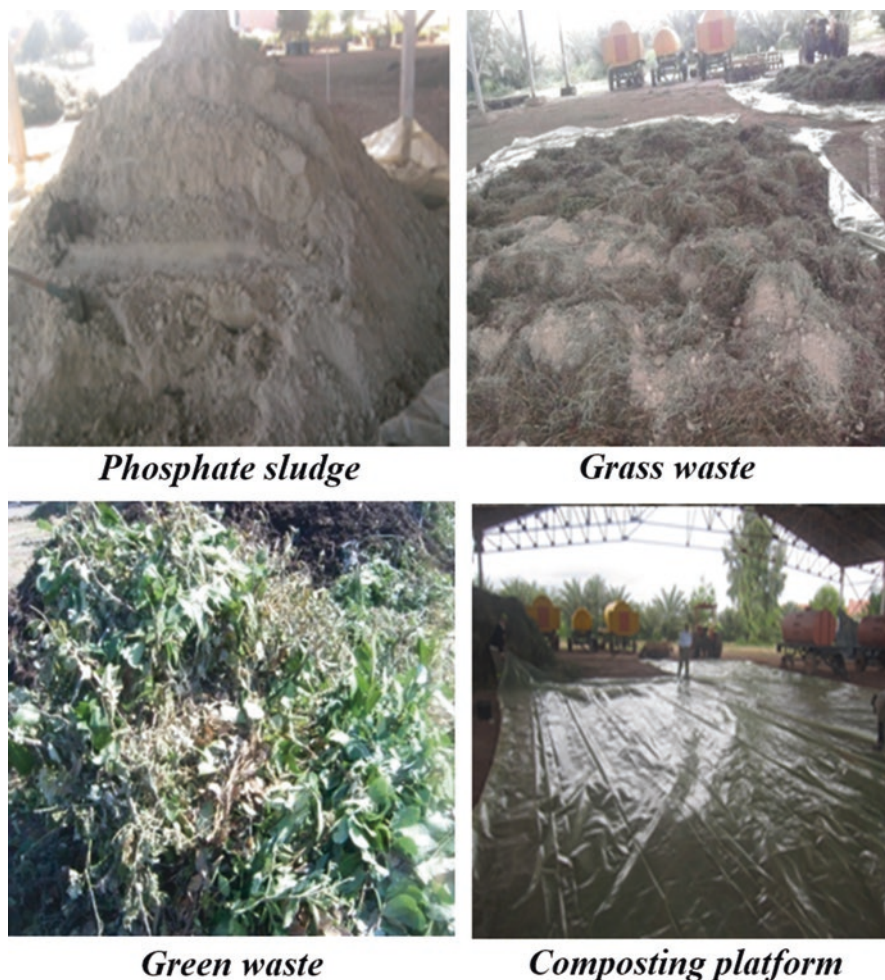 Phosphate sludge
Grass waste
Green waste
Composting platform